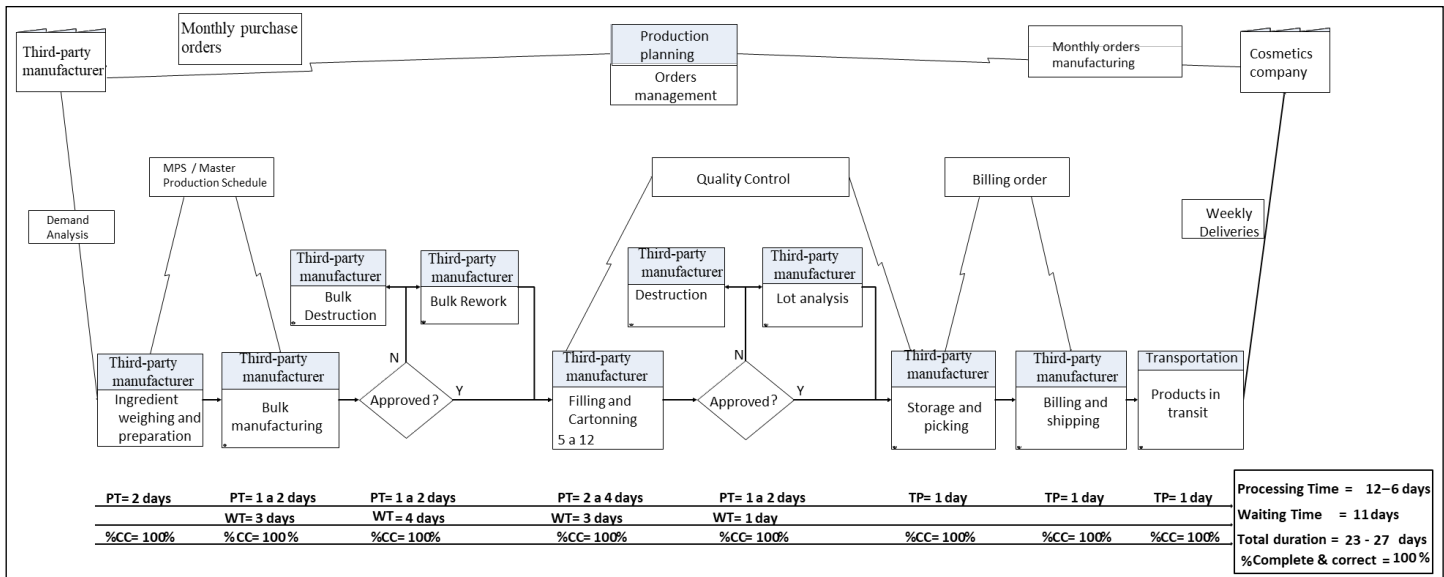 Monthly purchase
orders
Third-party
manufacturer
Production
planning
Orders
management
Monthly orders
manufacturing
Cosmetics
company
MPS / Master
Production Schedule
Quality Control
Billing order
Demand
Analysis
Weekly
Deliveries
Third-party
manufacturer
Bulk
Destruction
Third-party
manufacturer
Bulk Rework
Third-party
manufacturer
Destruction
Third-party
manufacturer
Lot analysis
N
N
Third-party
manufacturer
Ingredient
weighing and
preparation
Third-party
manufacturer
Bulk
manufacturing
Approved?
Y
Third-party
manufacturer
Filling and
Cartonning
5 a 12
Approved?
Y
Third-party
manufacturer
Storage and
picking
Third-party
manufacturer
Billing and
shipping
Transportation
Products in
transit
PT= 2 days PT= 1 a 2 days PT= 1 a 2 days PT= 2 a 4 days PT= 1 a 2 days TP= 1 day TP= 1 day TP= 1 day
WT= 3 days WT= 4 days WT= 3 days WT= 1 day
%CC= 100% %CC= 100 % %CC= 100% %CC= 100% %CC= 100% %CC= 100% %CC= 100% %CC= 100%
Processing Time = 12–6 days
Waiting Time = 11 days
Total duration = 23 - 27 days
%Complete & correct = 100 %